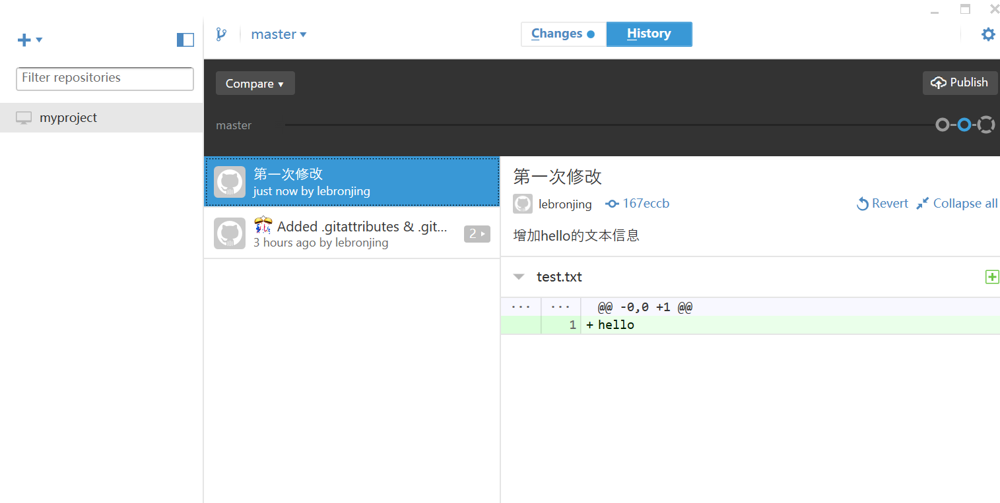 master
Changes
History
Filter repositories
myproject
Compare
Publish
master
第一次修改
just now by lebronjing
Added .gitattributes & .git...
2
3 hours ago by lebronjing
第一次修改
lebronjing
167eccb
Revert
Collapse all
增加hello的文本信息
test.txt
... ... @@ -0,0 +1 @@
1 + hello